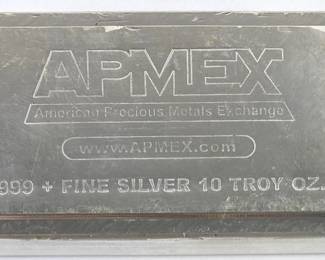 APMEX
American Precious Metals Exchange
www.APMEX.com
999 + FINE SILVER 10 TROY OZ.